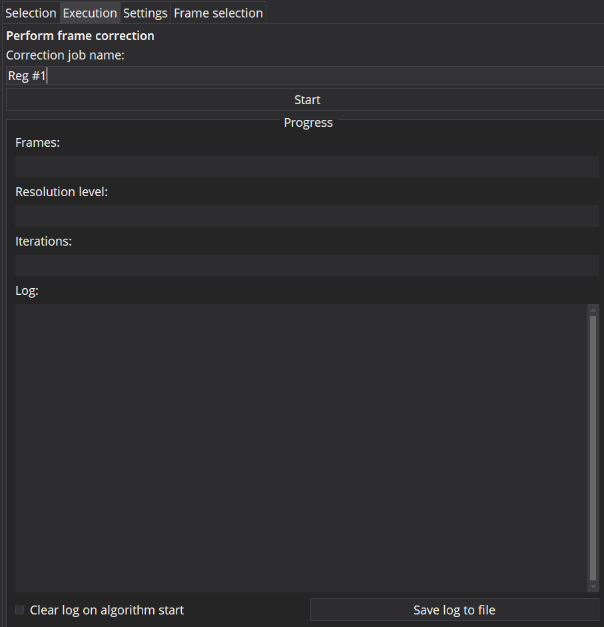 Selection Execution Settings Frame selection
Perform frame correction
Correction job name:
Reg #1
Start
Progress
Frames:
Resolution level:
Iterations:
Log:
Clear log on algorithm start Save log to file